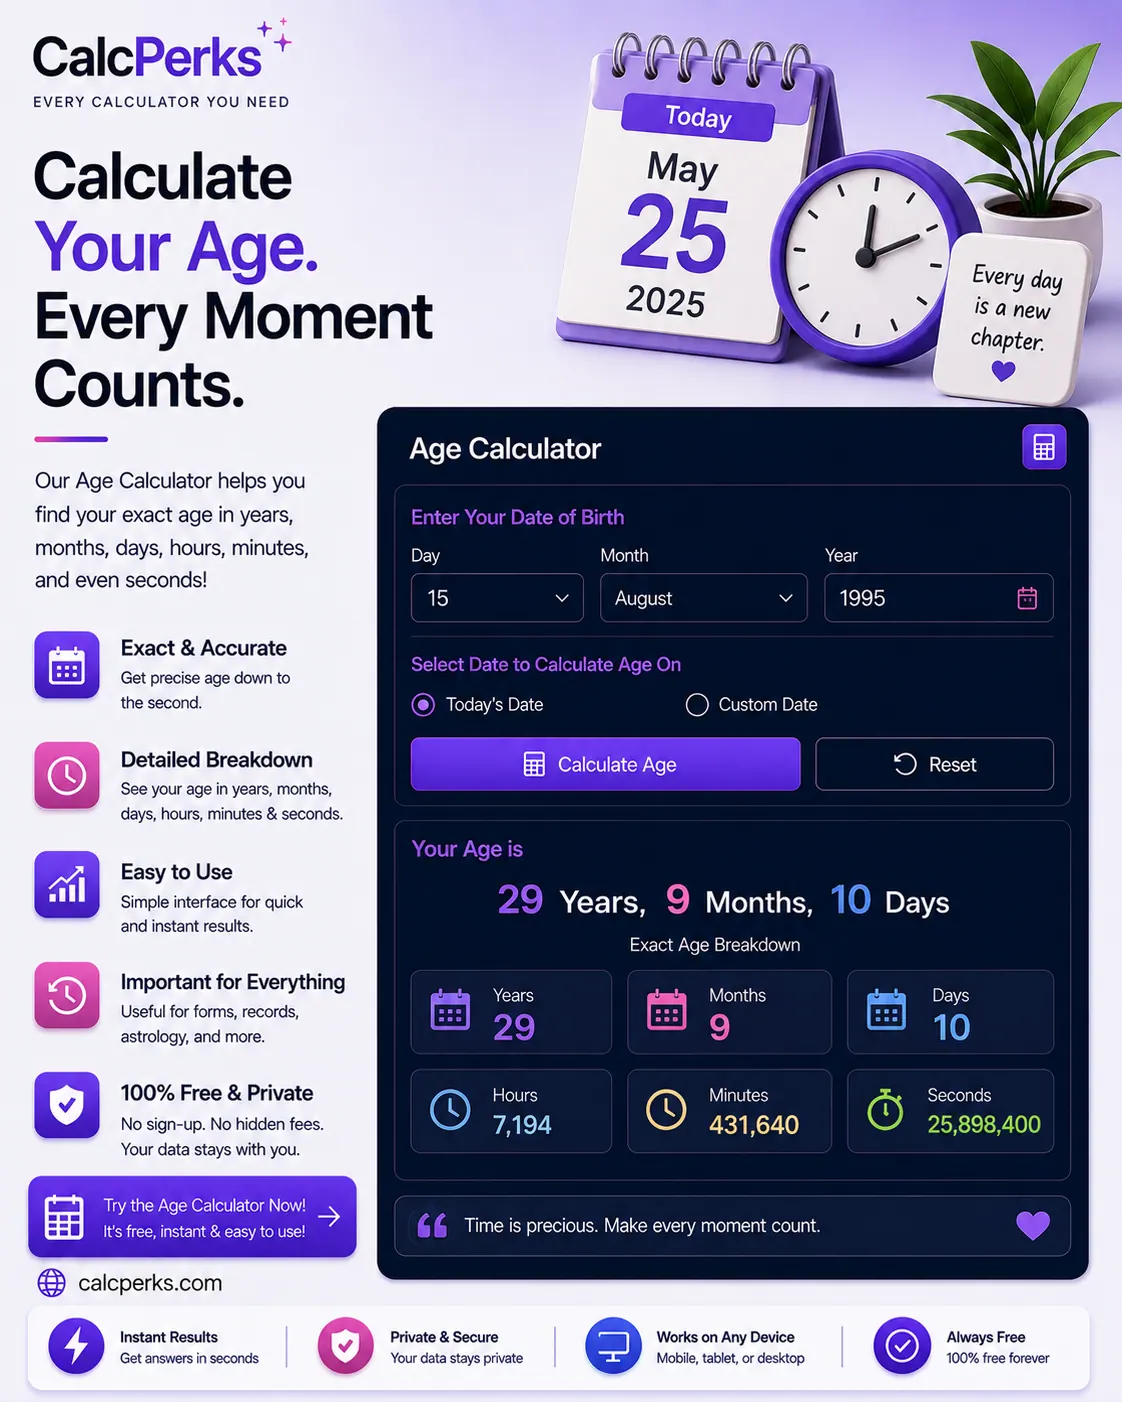 CalcPerks
EVERY CALCULATOR YOU NEED
Calculate
Your Age.
Every Moment
Counts.
Our Age Calculator helps you
find your exact age in years,
months, days, hours, minutes,
and even seconds!
Exact & Accurate
Get precise age down to
the second.
Detailed Breakdown
See your age in years, months,
days, hours, minutes & seconds.
Easy to Use
Simple interface for quick
and instant results.
Important for Everything
Useful for forms, records,
astrology, and more.
100% Free & Private
No sign-up. No hidden fees.
Your data stays with you.
Try the Age Calculator Now!
It's free, instant & easy to use!
calcperks.com
Today
May
25
2025
Every day
is a new
chapter.
Age Calculator
Enter Your Date of Birth
Day Month Year
15 August 1995
Select Date to Calculate Age On
Today's Date Custom Date
Calculate Age Reset
Your Age is
29 Years, 9 Months, 10 Days
Exact Age Breakdown
Years
29
Months
9
Days
10
Hours
7,194
Minutes
431,640
Seconds
25,898,400
Time is precious. Make every moment count.
Instant Results
Get answers in seconds
Private & Secure
Your data stays private
Works on Any Device
Mobile, tablet, or desktop
Always Free
100% free forever